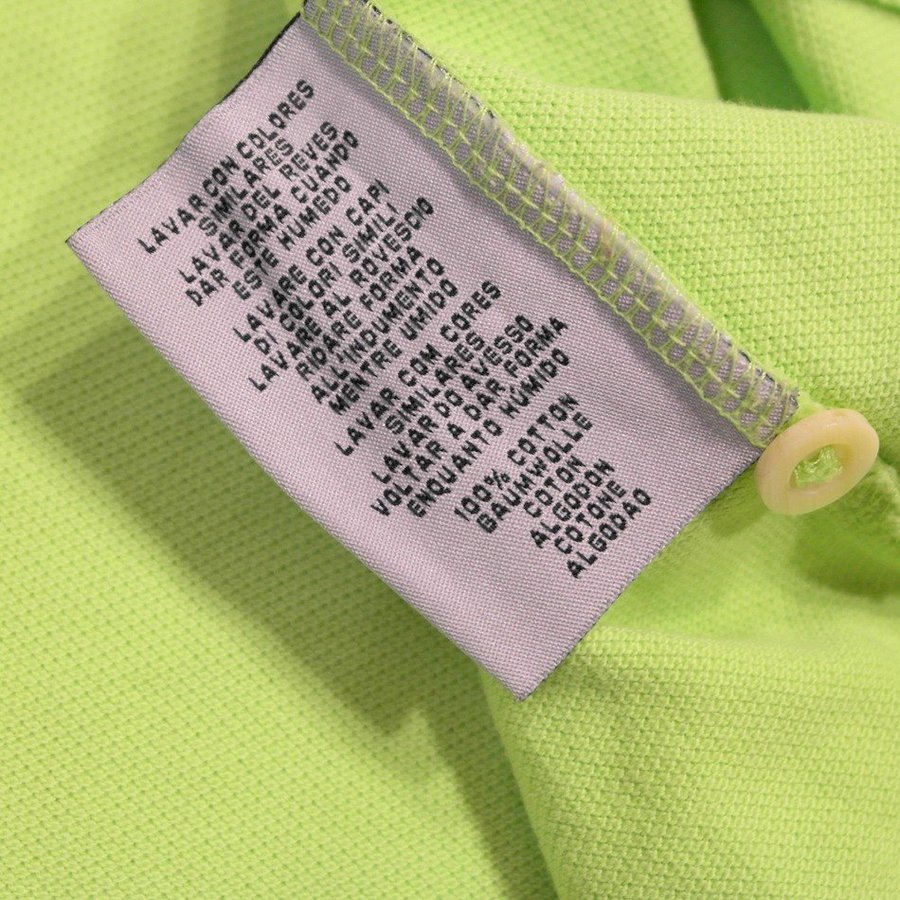 LAVAR CON COLORES
SIMILARES
LAVAR DEL REVES
DAR FORMA CUANDO
ESTE HUMEDO
LAVARE CON CAPI
DI COLORI SIMILI
LAVARE AL ROVESCIO
RIDARE FORMA
ALL'INDUMENTO
MENTRE UMIDO
LAVAR COM CORES
SIMILARES
LAVAR DO AVESSO
VOLTAR A DAR FORMA
ENQUANTO HÚMIDO
100% COTTON
BAUMWOLLE
COTON
ALGODON
COTONE
ALGODAO